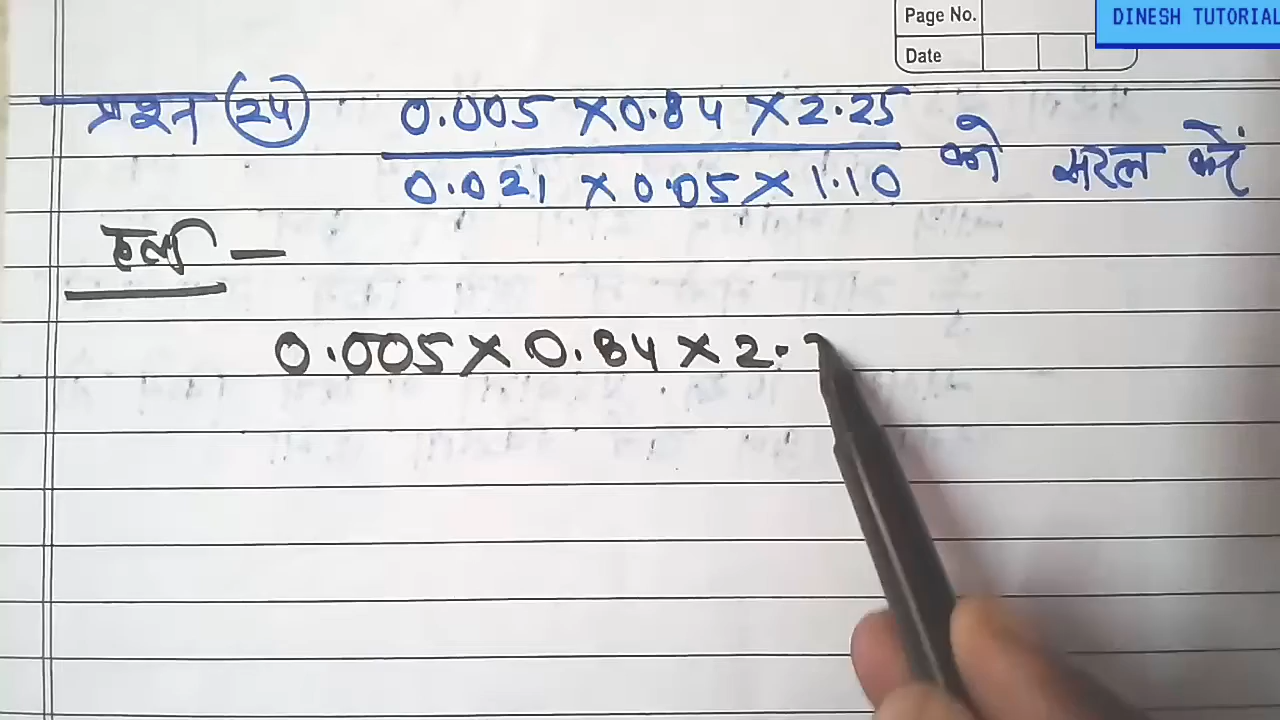 Page No.
DINESH TUTORIAL
Date
प्रश्न (24) 0.005 × 0.84 × 2.25
0.021 × 0.05 × 1.10 को सरल करें
हल —
0.005 × 0.84 × 2.